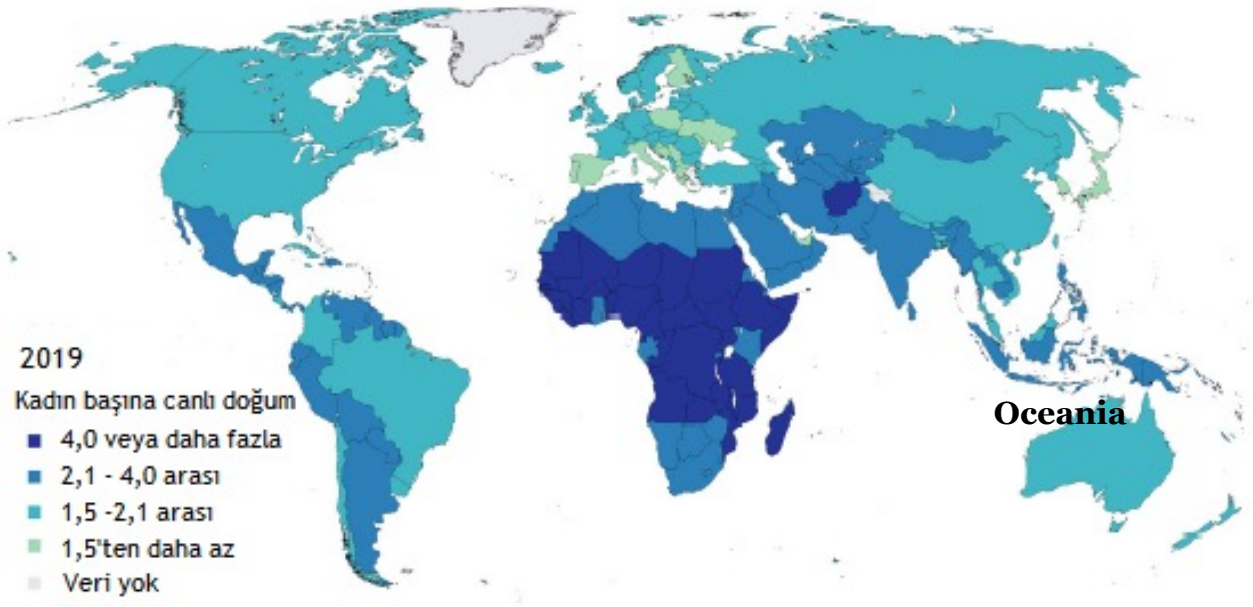 Oceania
2019
Kadın başına canlı doğum
4,0 veya daha fazla
2,1 - 4,0 arası
1,5 -2,1 arası
1,5'ten daha az
Veri yok